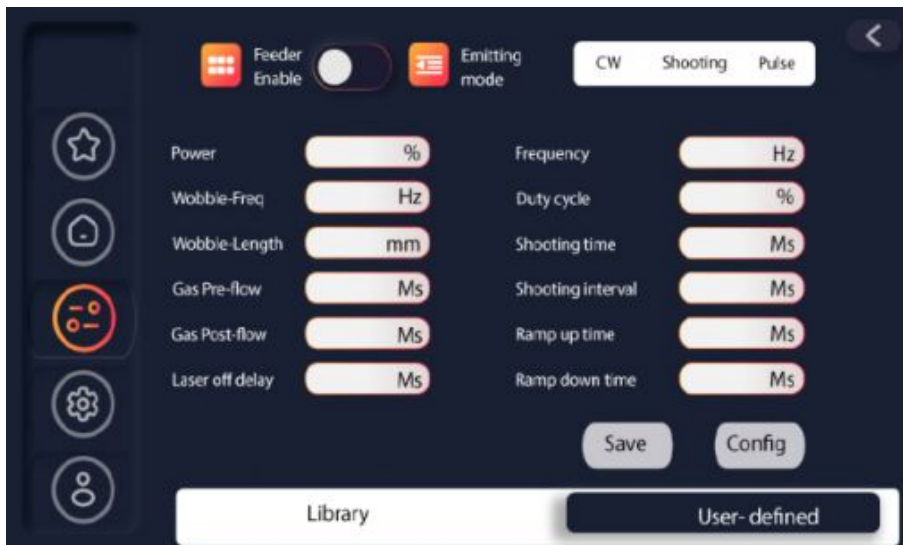 Feeder
Enable
Emitting
mode
CW Shooting Pulse
Power % Frequency Hz
Wobbie-Freq Hz Duty cycle %
Wobbie-Length mm Shooting time Ms
Gas Pre-flow Ms Shooting interval Ms
Gas Post-flow Ms Ramp up time Ms
Laser off delay Ms Ramp down time Ms
Save Config
Library User- defined